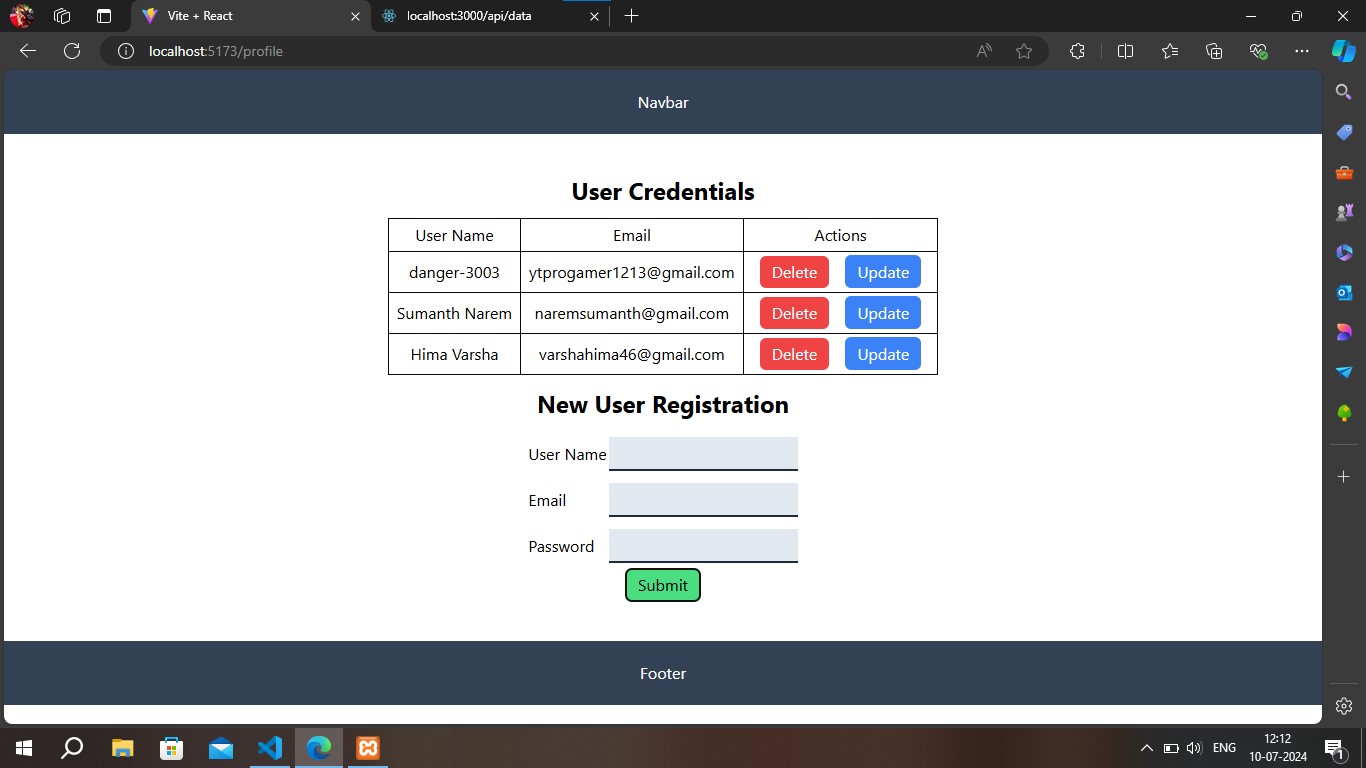 Vite + React
localhost:3000/api/data
localhost:5173/profile
Navbar
User Credentials
User Name Email Actions
danger-3003 ytprogamer1213@gmail.com Delete Update
Sumanth Narem naremsumanth@gmail.com Delete Update
Hima Varsha varshahima46@gmail.com Delete Update
New User Registration
User Name
Email
Password
Submit
Footer
ENG
12:12
10-07-2024
1